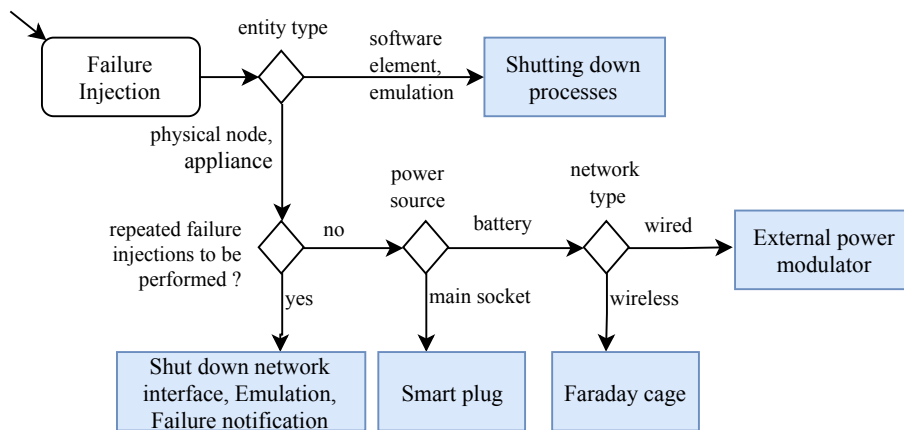 entity type
software
element,
emulation
Failure
Injection
Shutting down
processes
physical node,
appliance
power
source
network
type
repeated failure
injections to be
performed ?
no
battery
wired
External power
modulator
yes
main socket
wireless
Shut down network
interface, Emulation,
Failure notification
Smart plug
Faraday cage